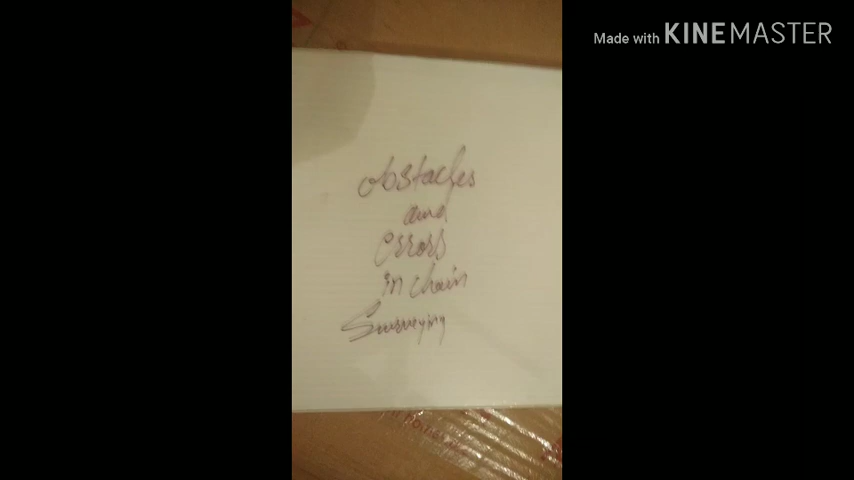 Made with KINEMASTER
obstacles
and
errors
in chain
Surveying